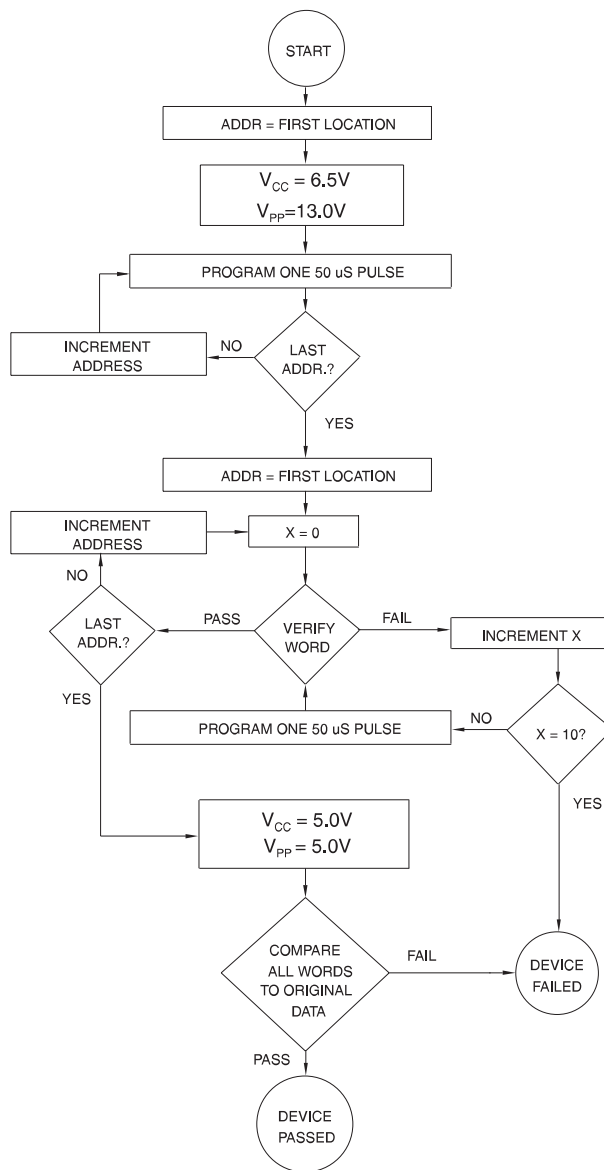 START
ADDR = FIRST LOCATION
VCC = 6.5V
VPP=13.0V
PROGRAM ONE 50 uS PULSE
INCREMENT
ADDRESS
NO
LAST
ADDR.?
YES
ADDR = FIRST LOCATION
INCREMENT
ADDRESS
X = 0
NO
LAST
ADDR.?
PASS
VERIFY
WORD
FAIL
INCREMENT X
YES
PROGRAM ONE 50 uS PULSE
NO
X = 10?
YES
VCC = 5.0V
VPP = 5.0V
COMPARE
ALL WORDS
TO ORIGINAL
DATA
FAIL
DEVICE
FAILED
PASS
DEVICE
PASSED